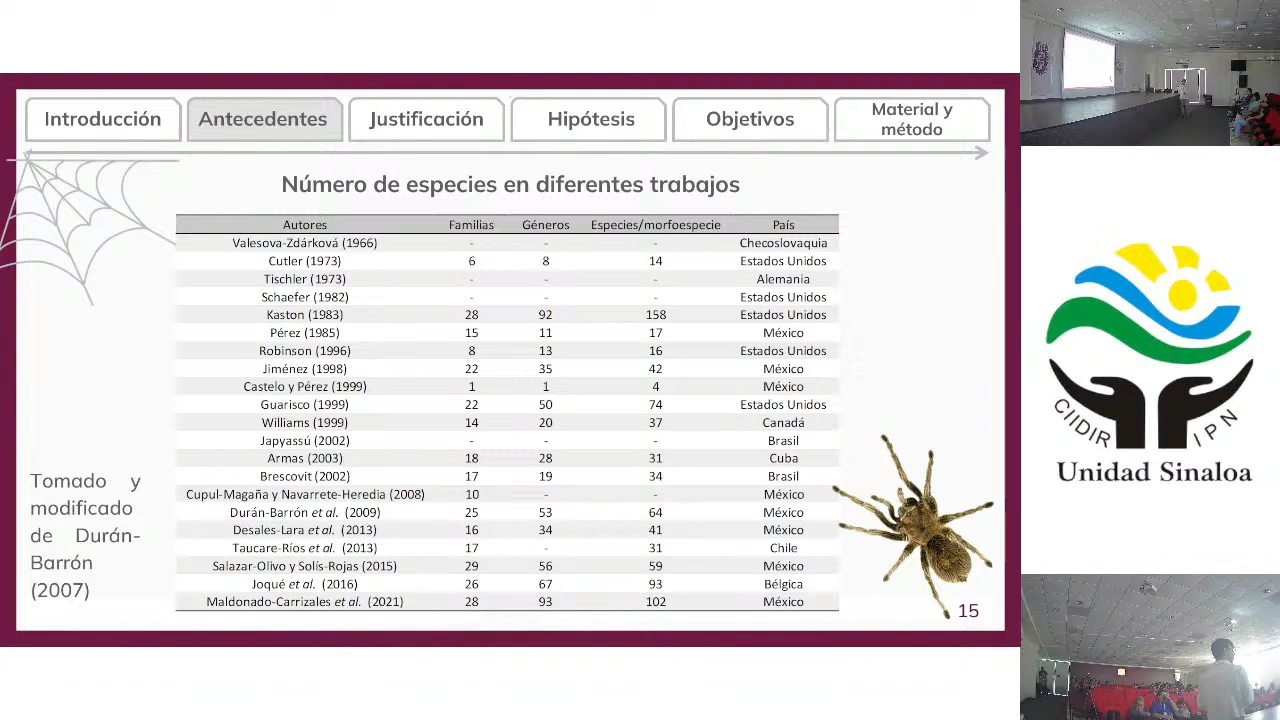 Introducción
Antecedentes
Justificación
Hipótesis
Objetivos
Material y
método
Número de especies en diferentes trabajos
Autores Familias Géneros Especies/morfoespecie País
Valesova-Zdárková (1966) - - - Checoslovaquia
Cutler (1973) 6 8 14 Estados Unidos
Tischler (1973) - - - Alemania
Schaefer (1982) - - - Estados Unidos
Kaston (1983) 28 92 158 Estados Unidos
Pérez (1985) 15 11 17 México
Robinson (1996) 8 13 16 Estados Unidos
Jiménez (1998) 22 35 42 México
Castelo y Pérez (1999) 1 1 4 México
Guarisco (1999) 22 50 74 Estados Unidos
Williams (1999) 14 20 37 Canadá
Japyassú (2002) - - - Brasil
Armas (2003) 18 28 31 Cuba
Brescovit (2002) 17 19 34 Brasil
Cupul-Magaña y Navarrete-Heredia (2008) 10 - - México
Durán-Barrón et al. (2009) 25 53 64 México
Desales-Lara et al. (2013) 16 34 41 México
Taucare-Ríos et al. (2013) 17 - 31 Chile
Salazar-Olivo y Solís-Rojas (2015) 29 56 59 México
Joqué et al. (2016) 26 67 93 Bélgica
Maldonado-Carrizales et al. (2021) 28 93 102 México
Tomado y
modificado
de Durán-
Barrón
(2007)
15
CIIDIR IPN
Unidad Sinaloa